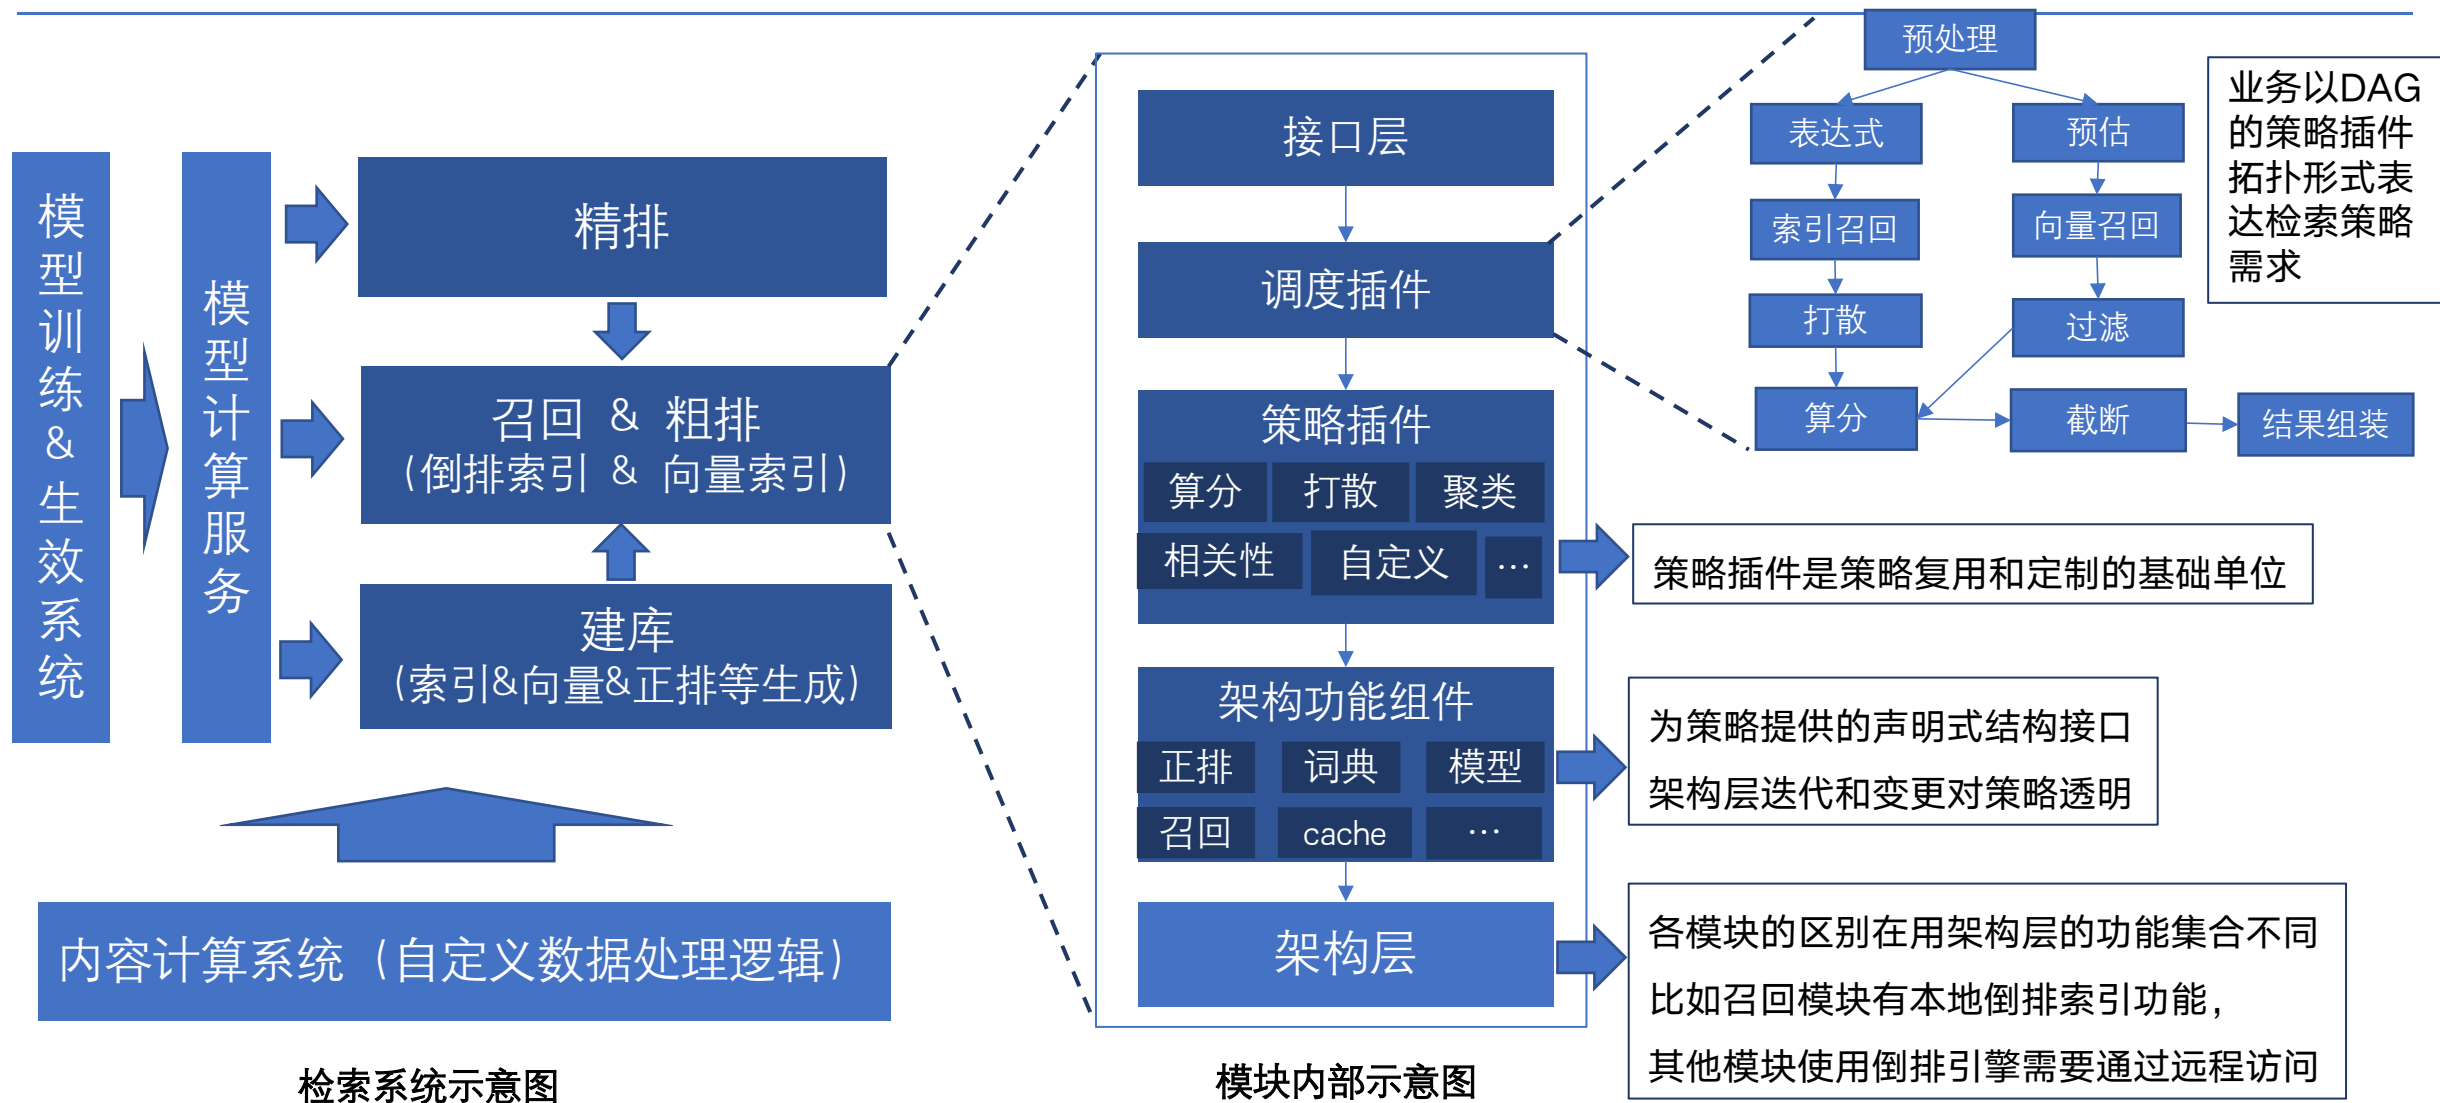 模型训练&生效系统
模型计算服务
精排
召回 & 粗排
(倒排索引 & 向量索引)
建库
(索引&向量&正排等生成)
内容计算系统 (自定义数据处理逻辑)
检索系统示意图
接口层
调度插件
策略插件
算分 打散 聚类
相关性 自定义 …
架构功能组件
正排 词典 模型
召回 cache …
架构层
模块内部示意图
预处理
表达式 预估
索引召回 向量召回
打散 过滤
算分 截断 结果组装
业务以DAG
的策略插件
拓扑形式表
达检索策略
需求
策略插件是策略复用和定制的基础单位
为策略提供的声明式结构接口
架构层迭代和变更对策略透明
各模块的区别在用架构层的功能集合不同
比如召回模块有本地倒排索引功能，
其他模块使用倒排引擎需要通过远程访问